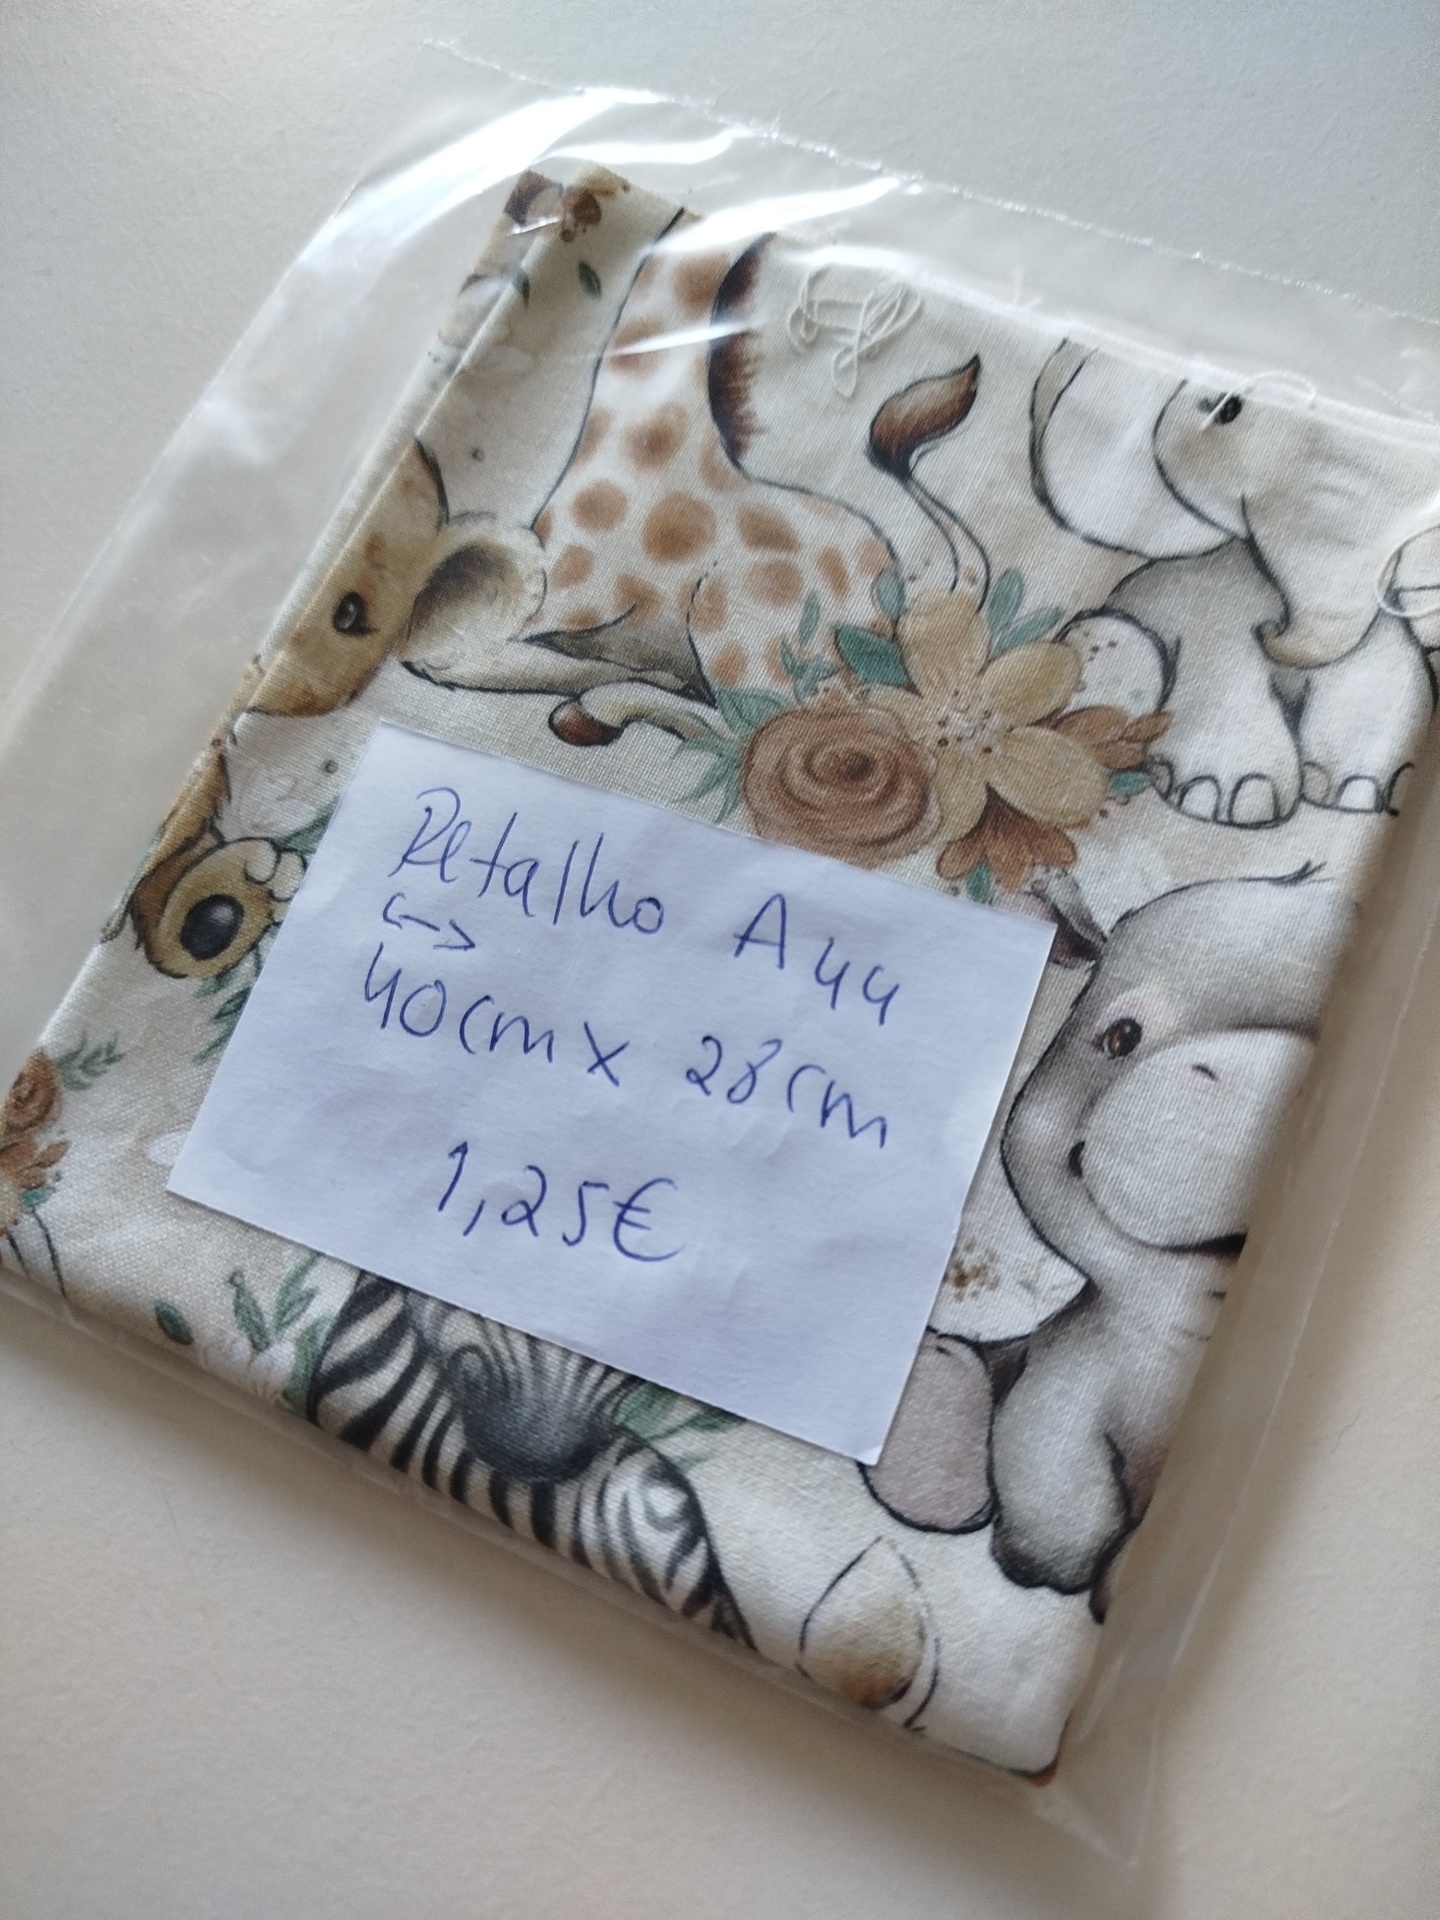 Retalho A44
↔
40cm x 28cm
1,25€